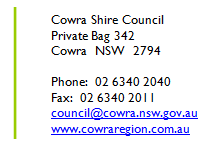 Cowra Shire Council
Private Bag 342
Cowra NSW 2794
Phone: 02 6340 2040
Fax: 02 6340 2011
council@cowra.nsw.gov.au
www.cowraregion.com.au